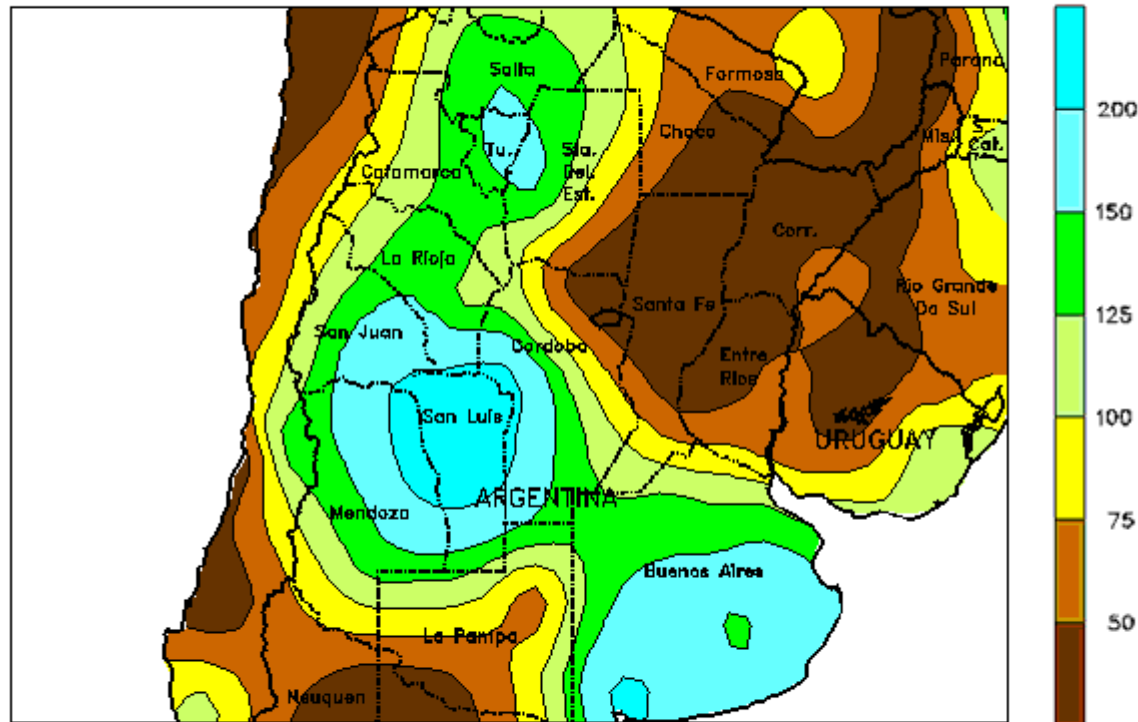 Salta
Formosa
Parana
200
Chaco
Mis.
S.
Cat.
Tu.
Sta.
Del
Est.
Catamarca
150
Corr.
La Rioja
Rio Grande
Do Sul
Santa Fe
125
San Juan
Cordoba
Entre
Rios
100
San Luis
URUGUAY
ARGENTINA
Mendoza
75
Buenos Aires
50
La Pampa
Neuquen